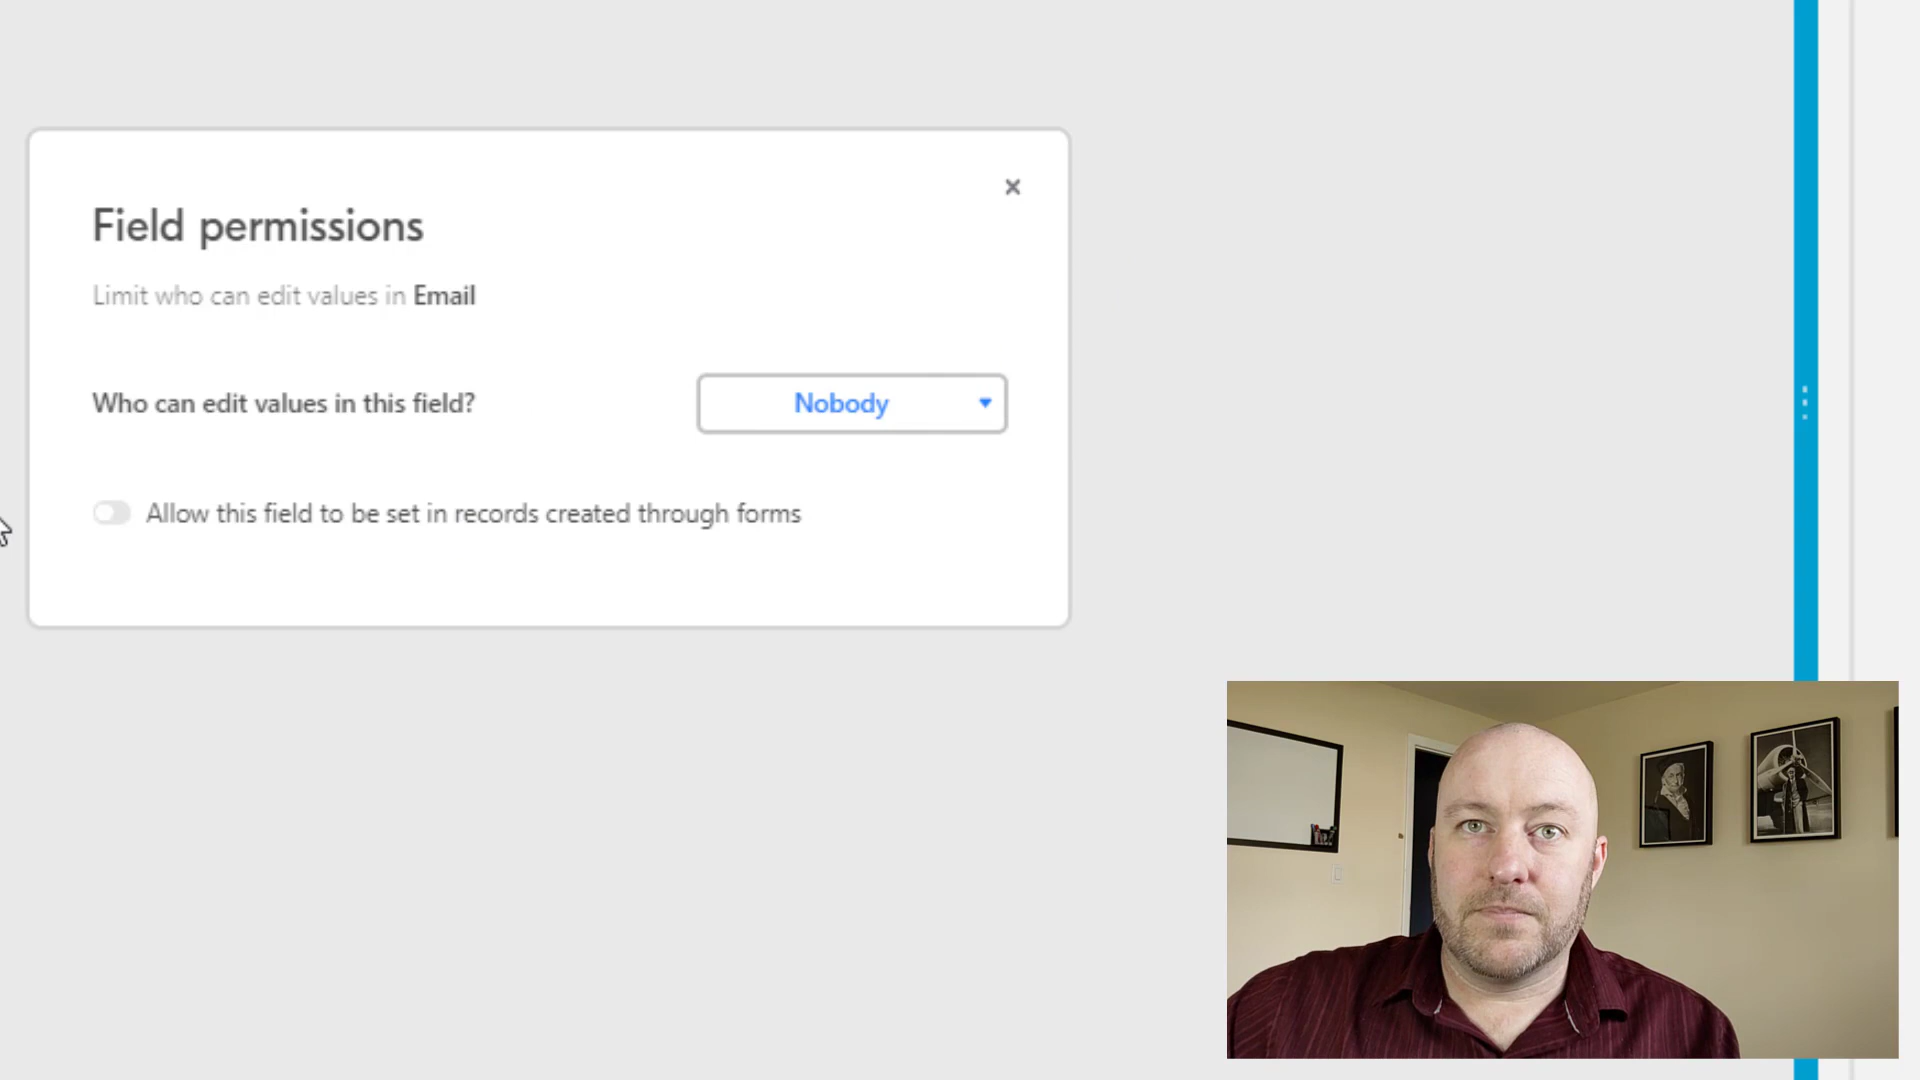 Field permissions
Limit who can edit values in Email
Who can edit values in this field?
Nobody
Allow this field to be set in records created through forms